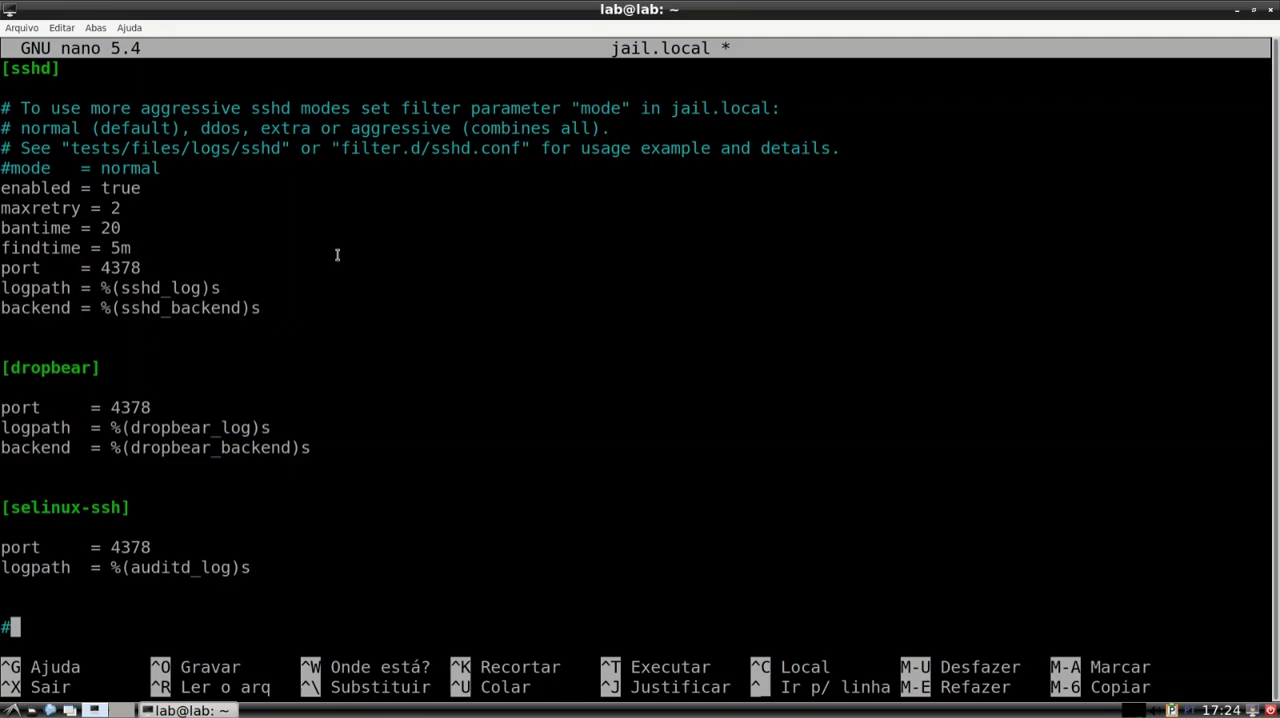 lab@lab: ~
Arquivo Editar Abas Ajuda
GNU nano 5.4 jail.local *
[sshd]
# To use more aggressive sshd modes set filter parameter "mode" in jail.local:
# normal (default), ddos, extra or aggressive (combines all).
# See "tests/files/logs/sshd" or "filter.d/sshd.conf" for usage example and details.
#mode   = normal
enabled = true
maxretry = 2
bantime = 20
findtime = 5m
port    = 4378
logpath = %(sshd_log)s
backend = %(sshd_backend)s
[dropbear]
port     = 4378
logpath  = %(dropbear_log)s
backend  = %(dropbear_backend)s
[selinux-ssh]
port     = 4378
logpath  = %(auditd_log)s
#
^G Ajuda ^O Gravar ^W Onde está? ^K Recortar ^T Executar ^C Local M-U Desfazer M-A Marcar
^X Sair ^R Ler o arq ^\ Substituir ^U Colar ^J Justificar ^_ Ir p/ linha M-E Refazer M-6 Copiar
lab@lab: ~ PT 17:24